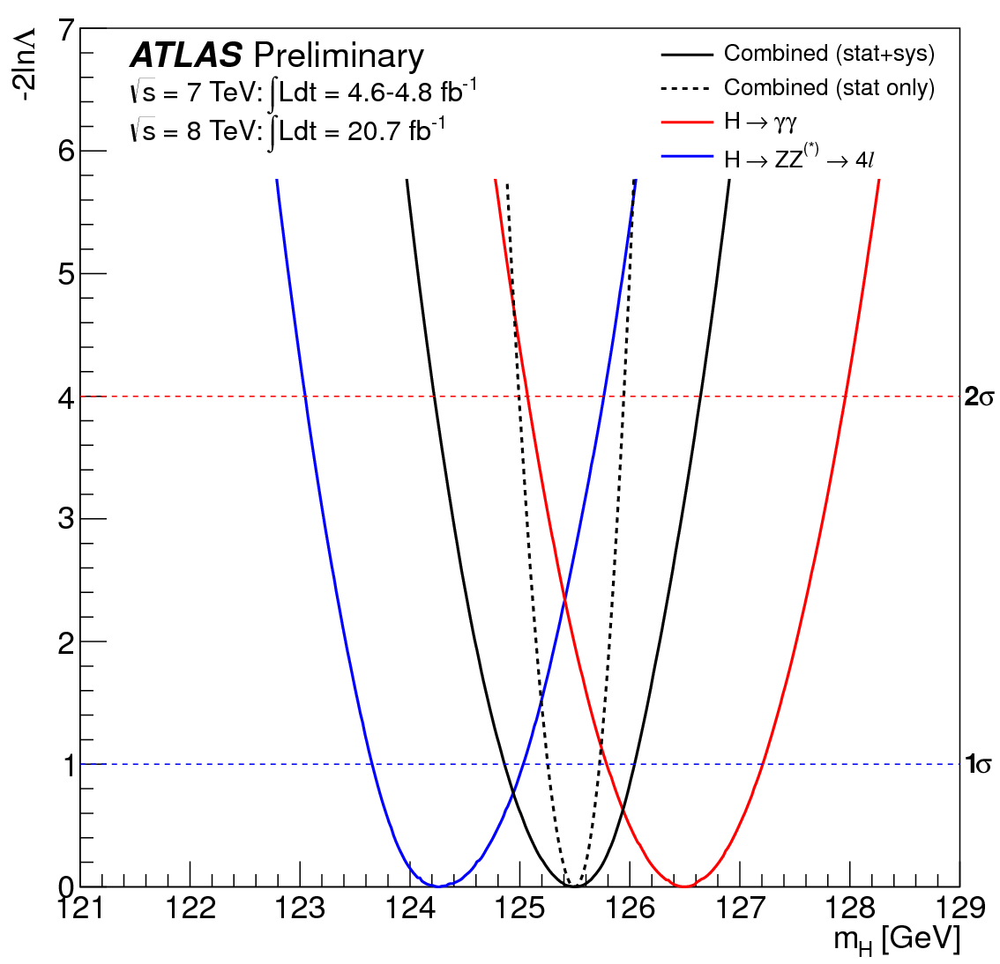 -2lnΛ
7
6
5
4
3
2
1
0
ATLAS Preliminary
√s = 7 TeV: ∫Ldt = 4.6-4.8 fb⁻¹
√s = 8 TeV: ∫Ldt = 20.7 fb⁻¹
Combined (stat+sys)
Combined (stat only)
H → γγ
H → ZZ⁽*⁾ → 4l
2σ
1σ
121 122 123 124 125 126 127 128 129
m_H [GeV]